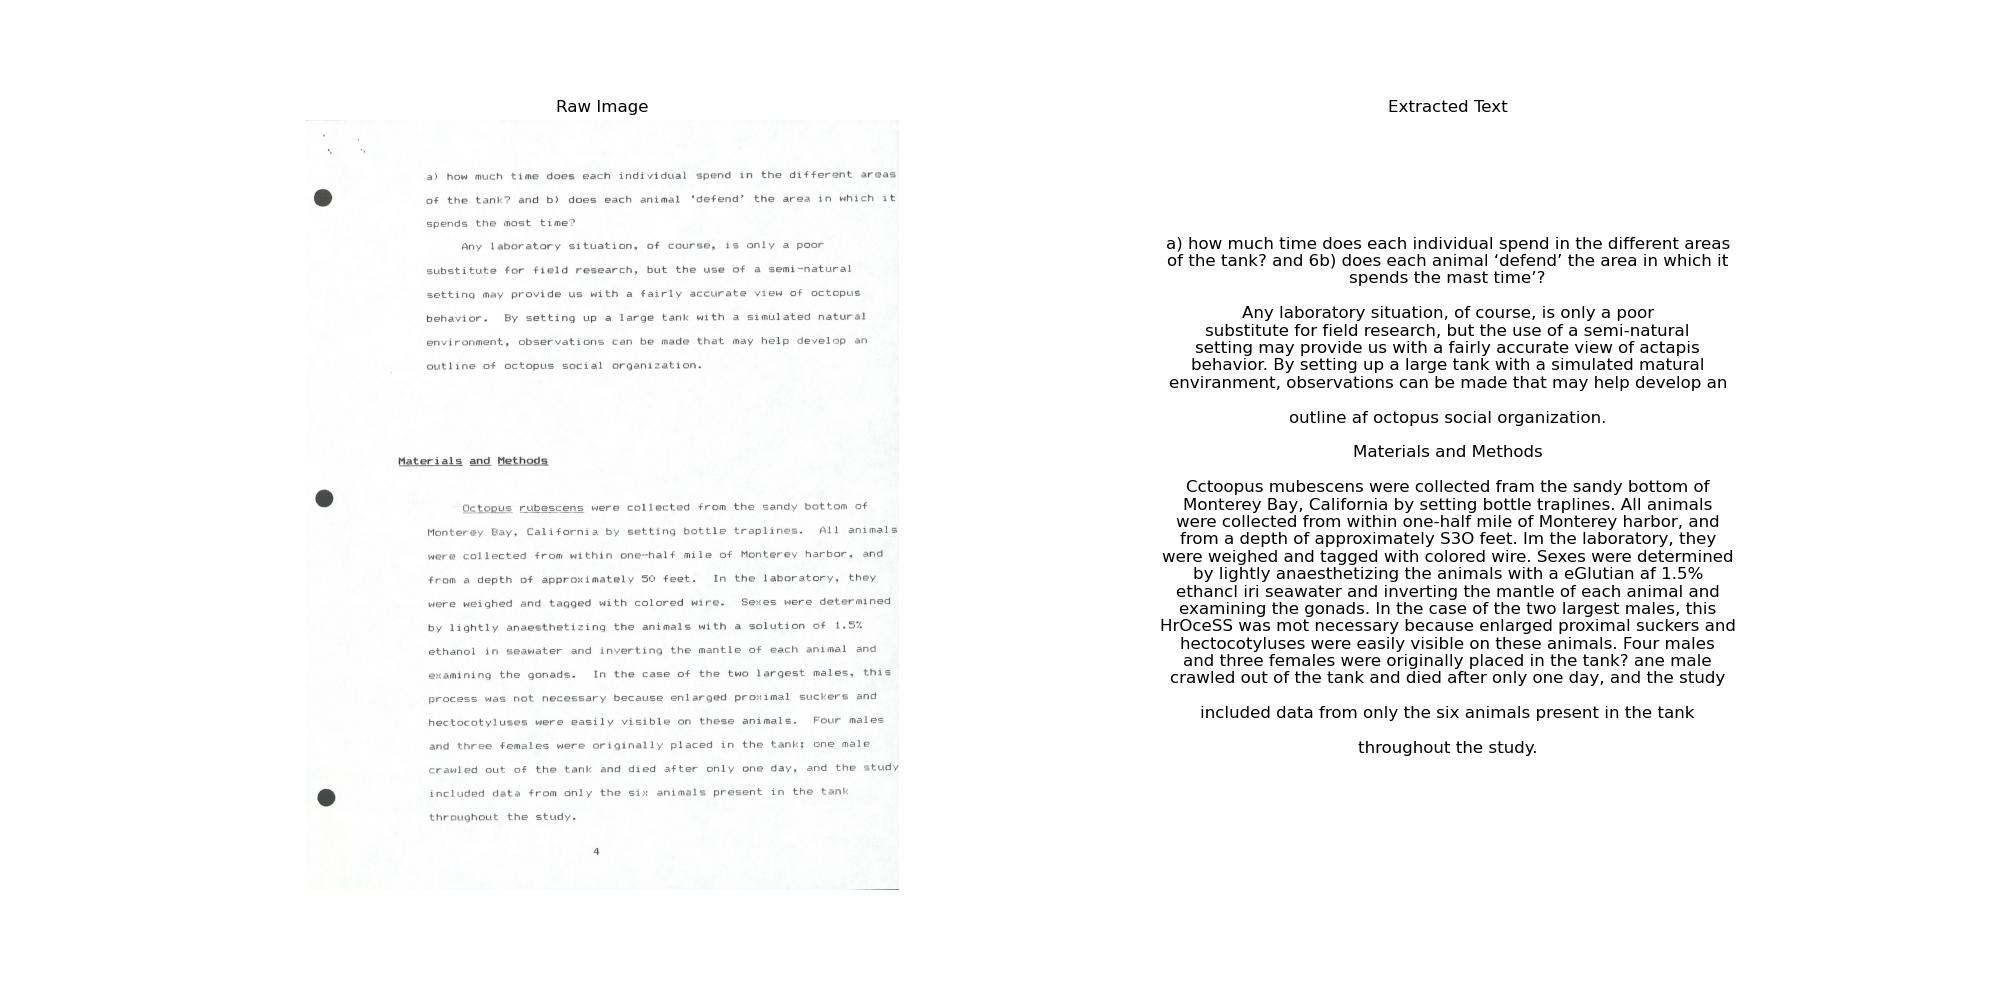 Raw Image
a) how much time does each individual spend in the different areas
of the tank? and b) does each animal 'defend' the area in which it
spends the most time?
Any laboratory situation, of course, is only a poor
substitute for field research, but the use of a semi-natural
setting may provide us with a fairly accurate view of octopus
behavior. By setting up a large tank with a simulated natural
environment, observations can be made that may help develop an
outline of octopus social organization.
Materials and Methods
Octopus rubescens were collected from the sandy bottom of
Monterey Bay, California by setting bottle traplines. All animals
were collected from within one-half mile of Monterey harbor, and
from a depth of approximately 50 feet. In the laboratory, they
were weighed and tagged with colored wire. Sexes were determined
by lightly anaesthetizing the animals with a solution of 1.5%
ethanol in seawater and inverting the mantle of each animal and
examining the gonads. In the case of the two largest males, this
process was not necessary because enlarged proximal suckers and
hectocotyluses were easily visible on these animals. Four males
and three females were originally placed in the tank; one male
crawled out of the tank and died after only one day, and the study
included data from only the six animals present in the tank
throughout the study.
4
Extracted Text
a) how much time does each individual spend in the different areas
of the tank? and 6b) does each animal ‘defend’ the area in which it
spends the mast time’?
Any laboratory situation, of course, is only a poor
substitute for field research, but the use of a semi-natural
setting may provide us with a fairly accurate view of actapis
behavior. By setting up a large tank with a simulated matural
enviranment, observations can be made that may help develop an
outline af octopus social organization.
Materials and Methods
Cctoopus mubescens were collected fram the sandy bottom of
Monterey Bay, California by setting bottle traplines. All animals
were collected from within one-half mile of Monterey harbor, and
from a depth of approximately S3O feet. Im the laboratory, they
were weighed and tagged with colored wire. Sexes were determined
by lightly anaesthetizing the animals with a eGlutian af 1.5%
ethancl iri seawater and inverting the mantle of each animal and
examining the gonads. In the case of the two largest males, this
HrOceSS was mot necessary because enlarged proximal suckers and
hectocotyluses were easily visible on these animals. Four males
and three females were originally placed in the tank? ane male
crawled out of the tank and died after only one day, and the study
included data from only the six animals present in the tank
throughout the study.